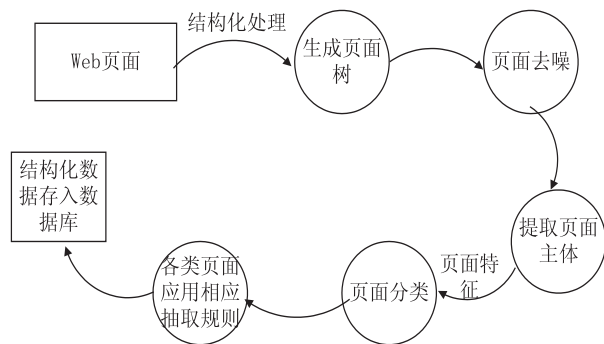 Web页面
结构化处理
生成页面
树
页面去噪
提取页面
主体
页面特
征
页面分类
各类页面
应用相应
抽取规则
结构化数
据存入数
据库